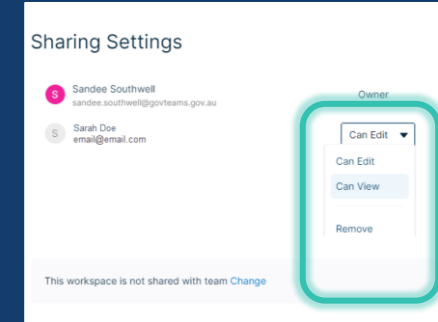 Sharing Settings
S
Sandee Southwell
Owner
sandee.southwell@govteams.gov.au
S
Sarah Doe
Can Edit
email@email.com
Can Edit
Can View
Remove
This workspace is not shared with team Change